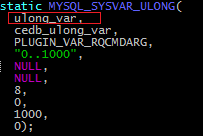 static MYSQL_SYSVAR_ULONG(
ulong_var,
cedb_ulong_var,
PLUGIN_VAR_RQCMDARG,
"0..1000",
NULL,
NULL,
8,
0,
1000,
0);